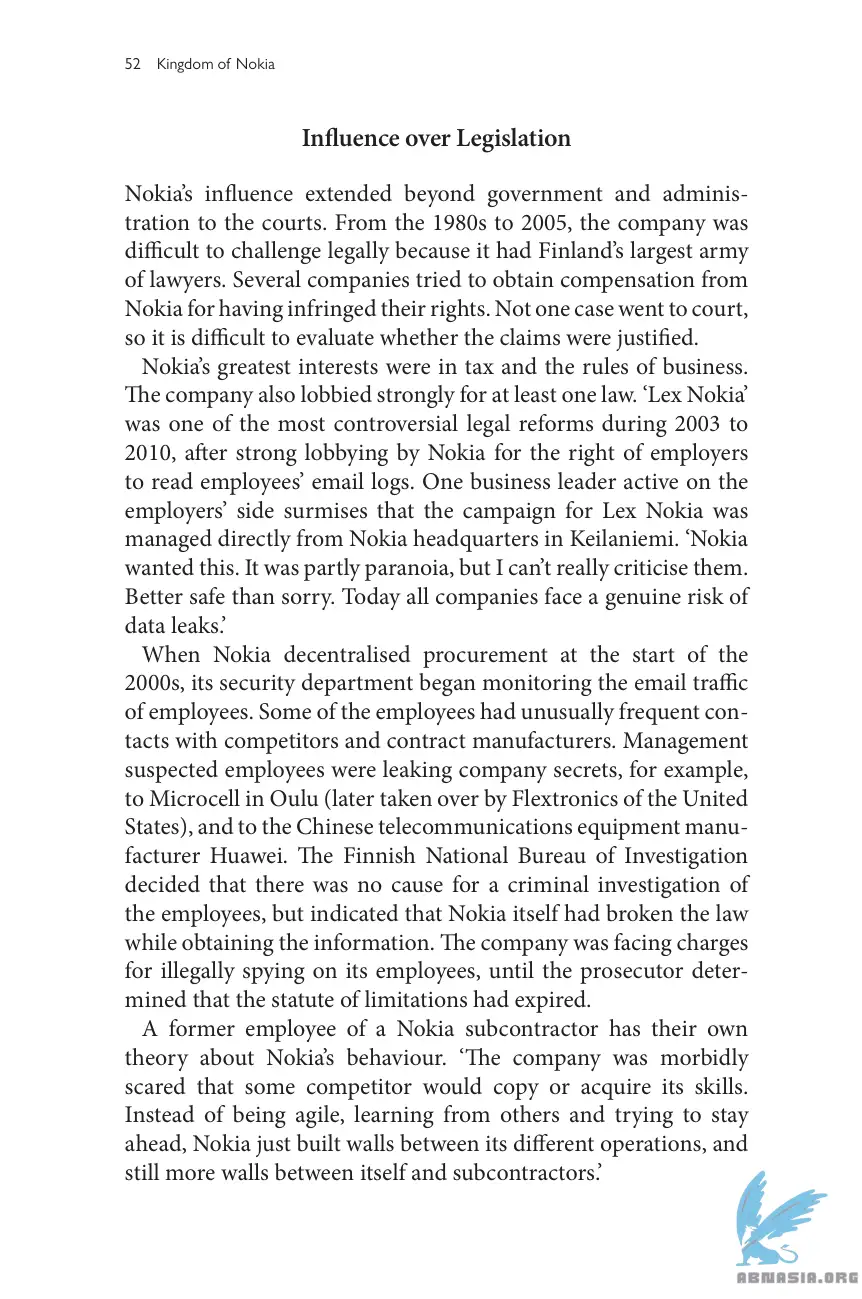 52 Kingdom of Nokia
Influence over Legislation
Nokia’s influence extended beyond government and adminis-
tration to the courts. From the 1980s to 2005, the company was
difficult to challenge legally because it had Finland’s largest army
of lawyers. Several companies tried to obtain compensation from
Nokia for having infringed their rights. Not one case went to court,
so it is difficult to evaluate whether the claims were justified.
Nokia’s greatest interests were in tax and the rules of business.
The company also lobbied strongly for at least one law. ‘Lex Nokia’
was one of the most controversial legal reforms during 2003 to
2010, after strong lobbying by Nokia for the right of employers
to read employees’ email logs. One business leader active on the
employers’ side surmises that the campaign for Lex Nokia was
managed directly from Nokia headquarters in Keilaniemi. ‘Nokia
wanted this. It was partly paranoia, but I can’t really criticise them.
Better safe than sorry. Today all companies face a genuine risk of
data leaks.’
When Nokia decentralised procurement at the start of the
2000s, its security department began monitoring the email traffic
of employees. Some of the employees had unusually frequent con-
tacts with competitors and contract manufacturers. Management
suspected employees were leaking company secrets, for example,
to Microcell in Oulu (later taken over by Flextronics of the United
States), and to the Chinese telecommunications equipment manu-
facturer Huawei. The Finnish National Bureau of Investigation
decided that there was no cause for a criminal investigation of
the employees, but indicated that Nokia itself had broken the law
while obtaining the information. The company was facing charges
for illegally spying on its employees, until the prosecutor deter-
mined that the statute of limitations had expired.
A former employee of a Nokia subcontractor has their own
theory about Nokia’s behaviour. ‘The company was morbidly
scared that some competitor would copy or acquire its skills.
Instead of being agile, learning from others and trying to stay
ahead, Nokia just built walls between its different operations, and
still more walls between itself and subcontractors.’
ABNASIA.ORG